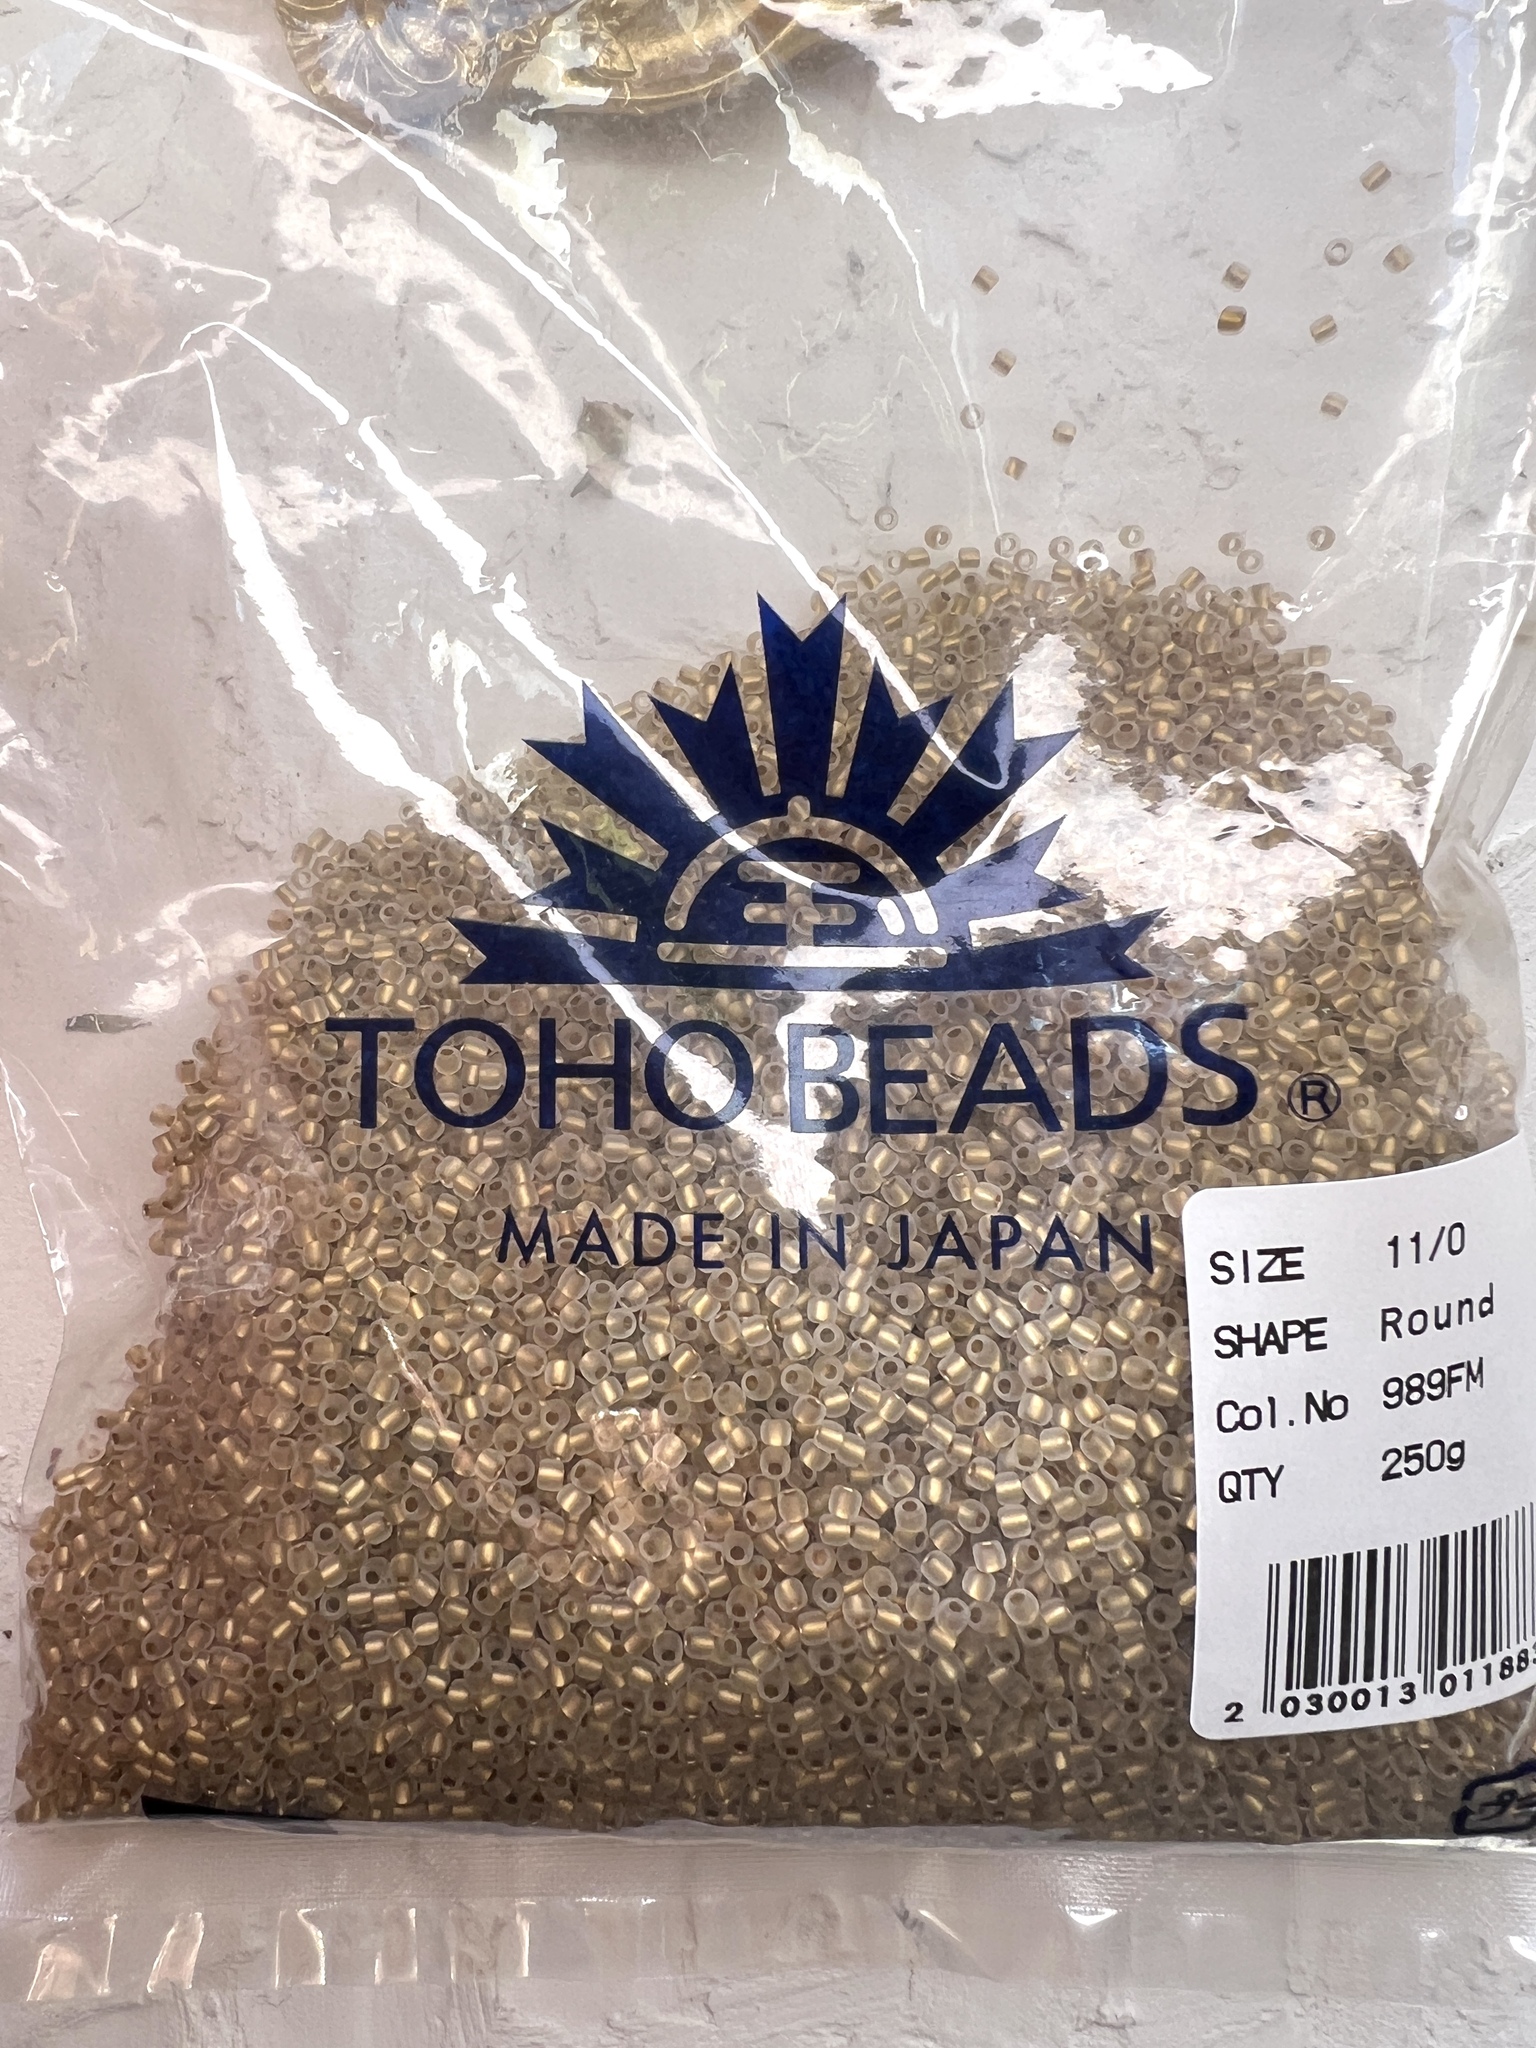 TOHO BEADS ®
MADE IN JAPAN
SIZE 11/0
SHAPE Round
Col.No 989FM
QTY 250g
2 030013 01188